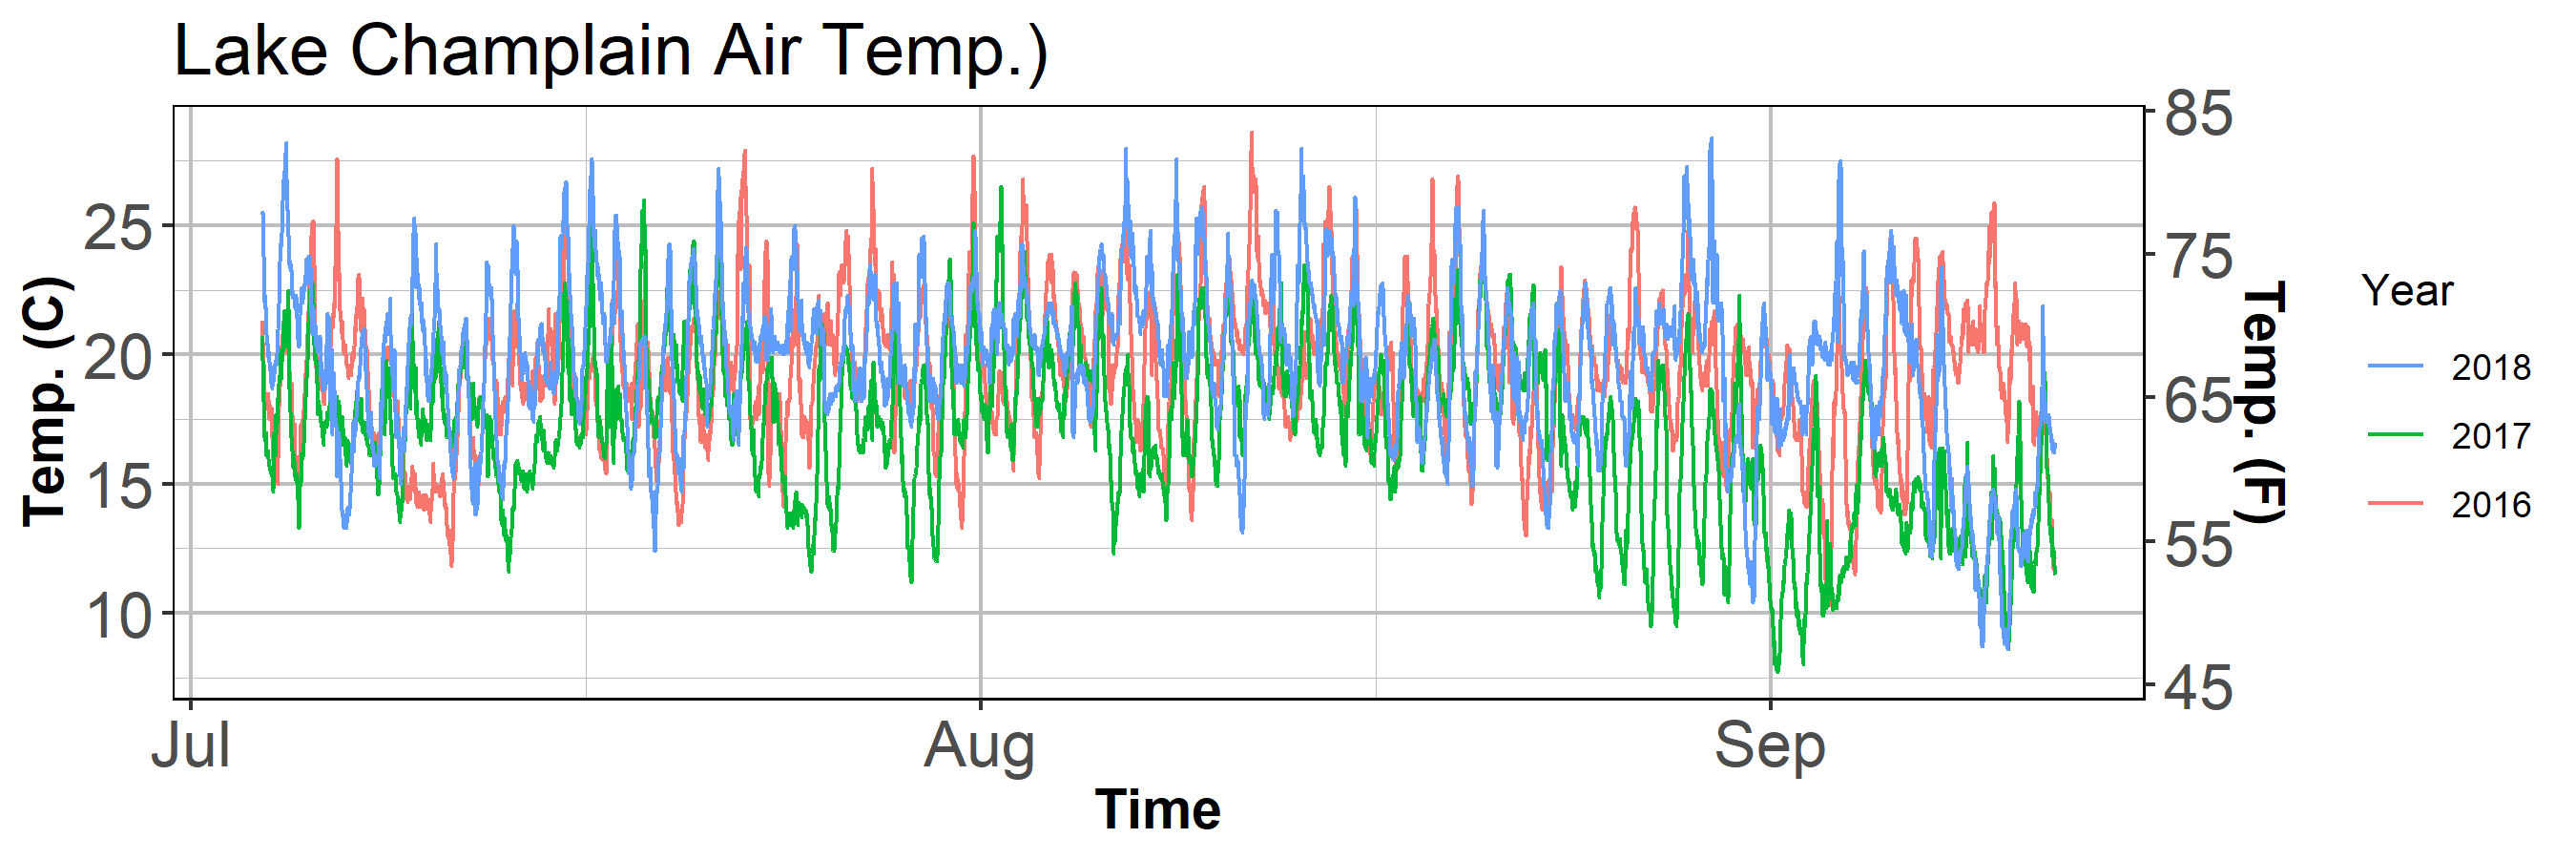 Lake Champlain Air Temp.)
Temp. (C)
25
20
15
10
85
75
65
55
45
Temp. (F)
Jul
Aug
Sep
Time
Year
2018
2017
2016